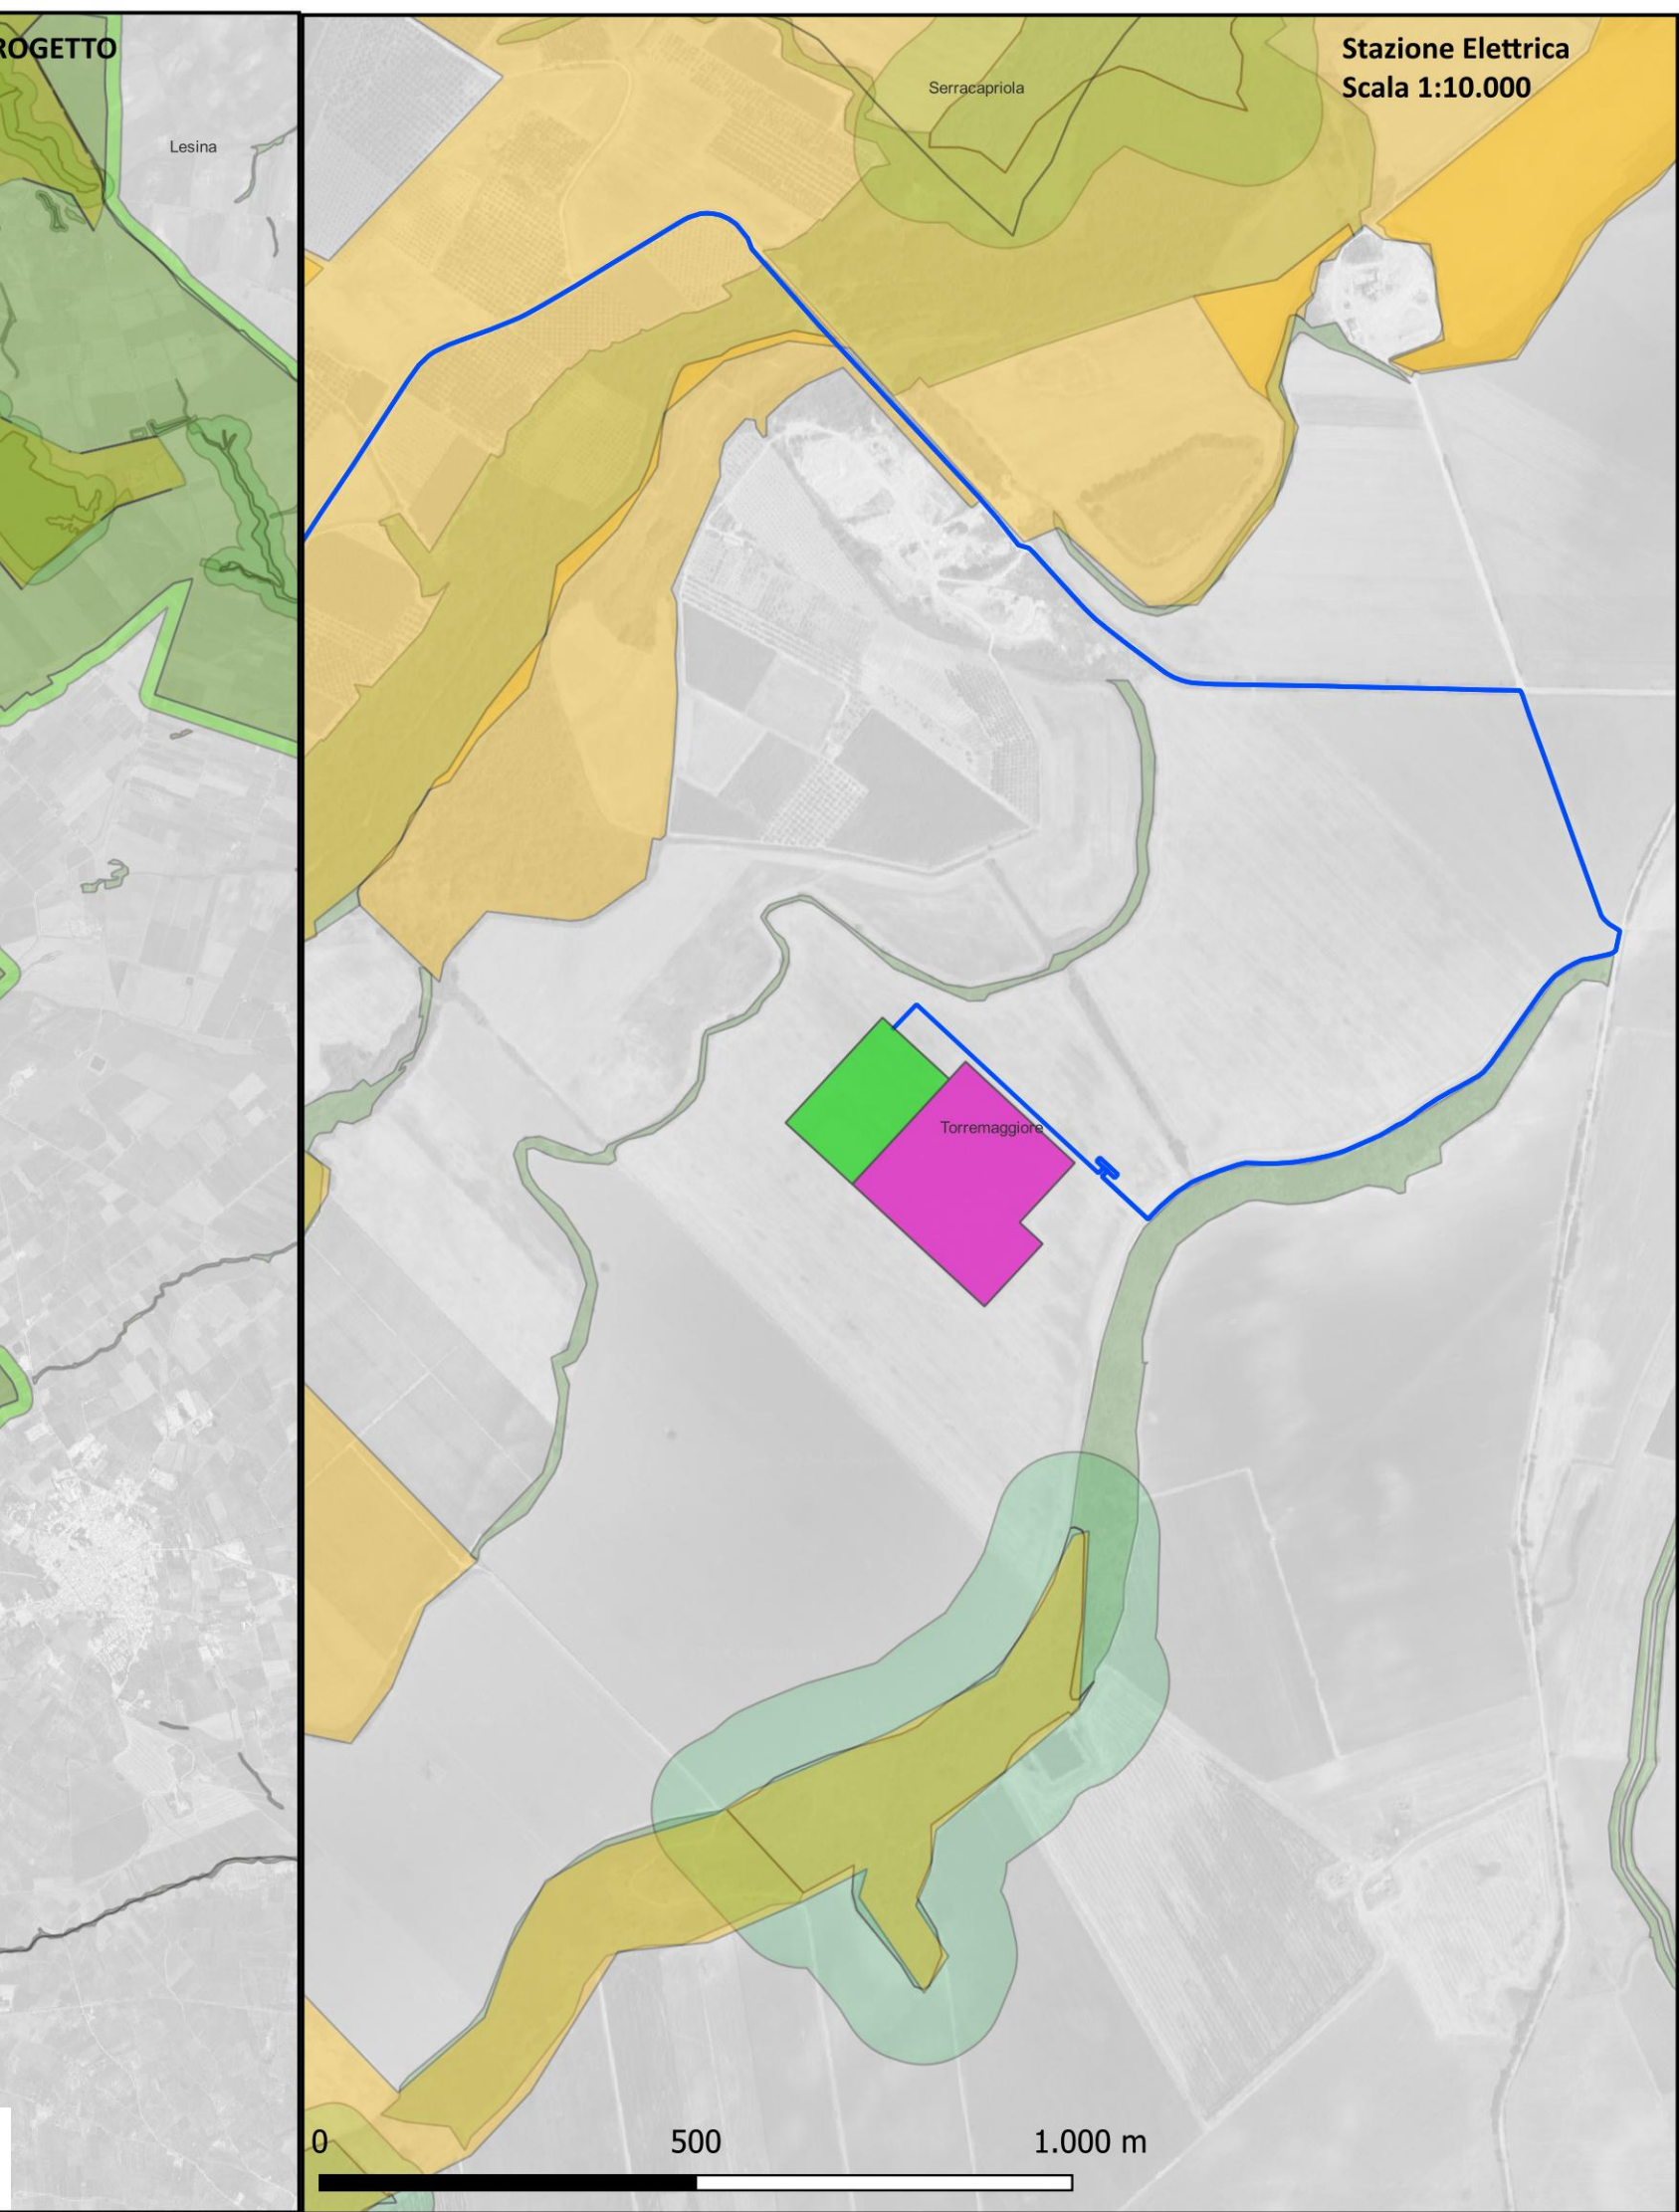 ROGETTO
Lesina
Stazione Elettrica
Scala 1:10.000
Serracapriola
Torremaggiore
0 500 1.000 m